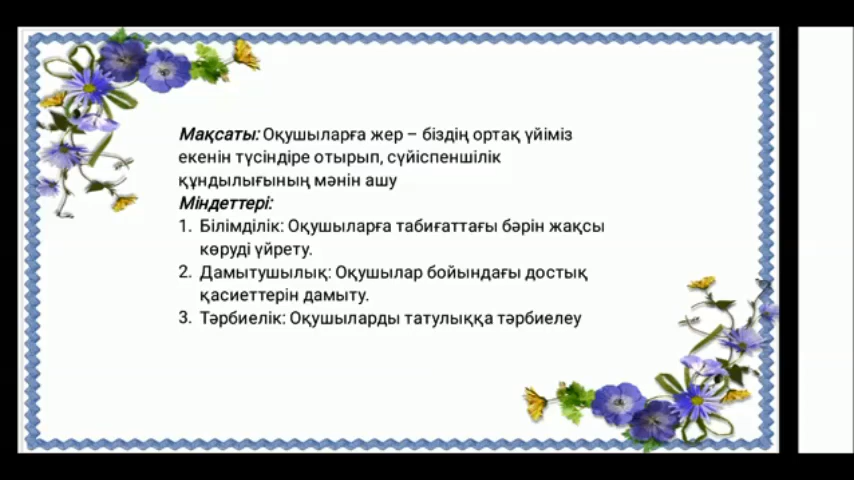 Мақсаты: Оқушыларға жер – біздің ортақ үйіміз
екенін түсіндіре отырып, сүйіспеншілік
құндылығының мәнін ашу
Міндеттері:
1. Білімділік: Оқушыларға табиғаттағы бәрін жақсы
көруді үйрету.
2. Дамытушылық: Оқушылар бойындағы достық
қасиеттерін дамыту.
3. Тәрбиелік: Оқушыларды татулыққа тәрбиелеу